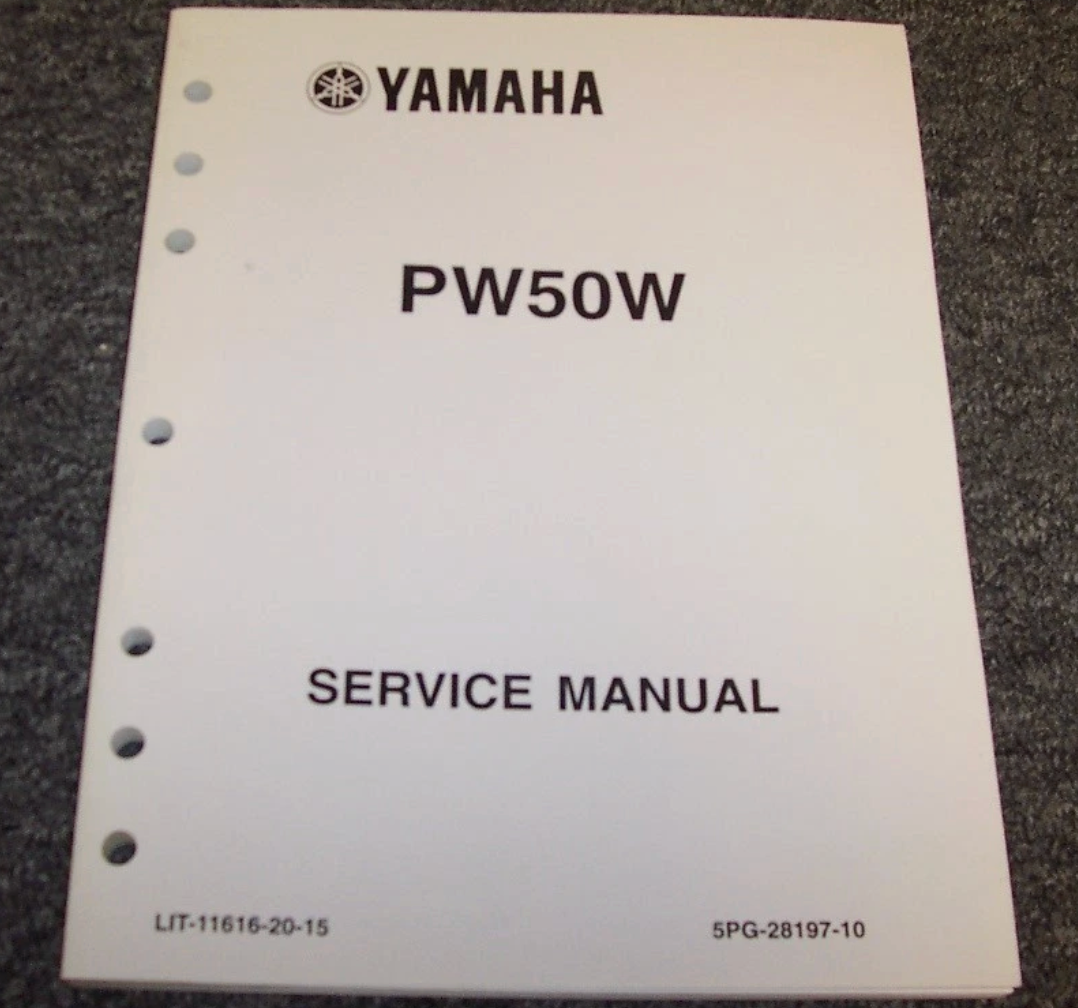 YAMAHA
PW50W
SERVICE MANUAL
LIT-11616-20-15
5PG-28197-10